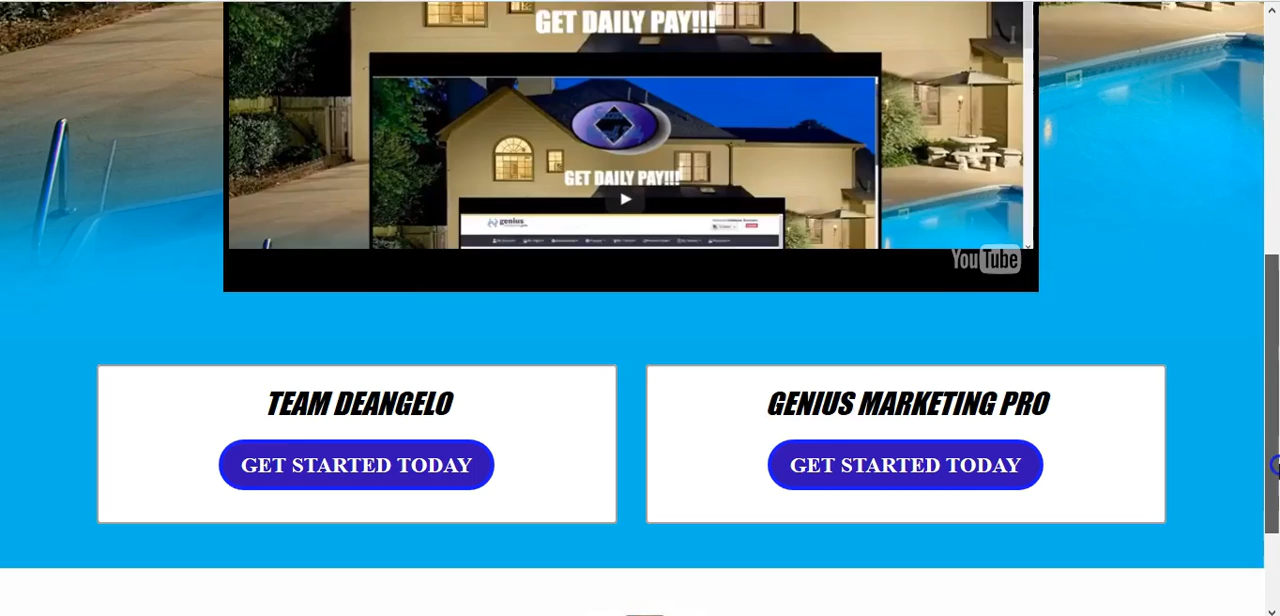 GET DAILY PAY!!!
GET DAILY PAY!!!
genius
YouTube
TEAM DEANGELO
GENIUS MARKETING PRO
GET STARTED TODAY
GET STARTED TODAY